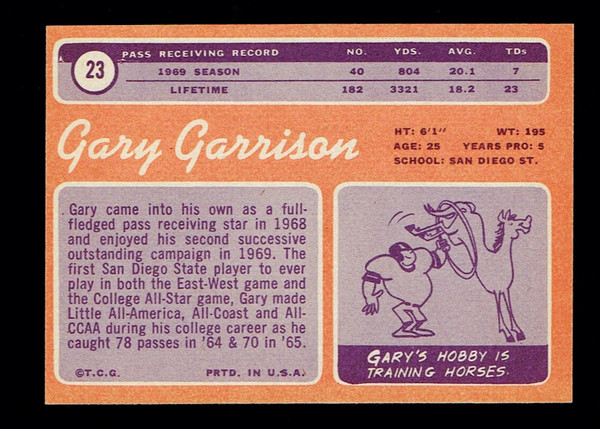 23
PASS RECEIVING RECORD NO. YDS. AVG. TDs
1969 SEASON 40 804 20.1 7
LIFETIME 182 3321 18.2 23
Gary Garrison
HT: 6'1" WT: 195
AGE: 25 YEARS PRO: 5
SCHOOL: SAN DIEGO ST.
Gary came into his own as a full-
fledged pass receiving star in 1968
and enjoyed his second successive
outstanding campaign in 1969. The
first San Diego State player to ever
play in both the East-West game and
the College All-Star game, Gary made
Little All-America, All-Coast and All-
CCAA during his college career as he
caught 78 passes in '64 & 70 in '65.
©T.C.G. PRTD. IN U.S.A.
GARY'S HOBBY IS
TRAINING HORSES.